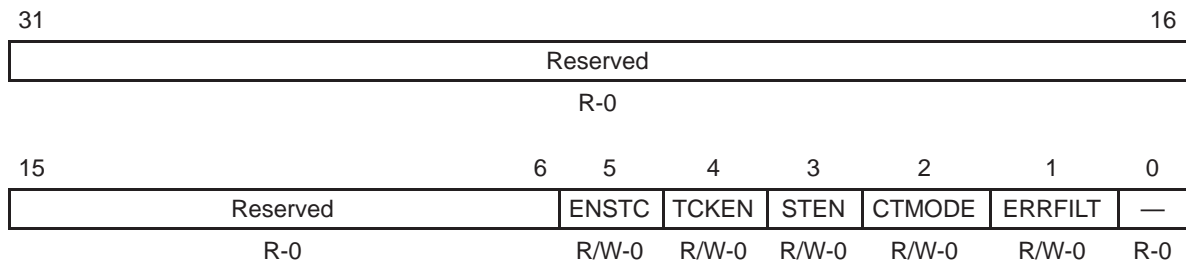 31 16
Reserved
R-0
15 6 5 4 3 2 1 0
Reserved ENSTC TCKEN STEN CTMODE ERRFILT —
R-0 R/W-0 R/W-0 R/W-0 R/W-0 R/W-0 R-0